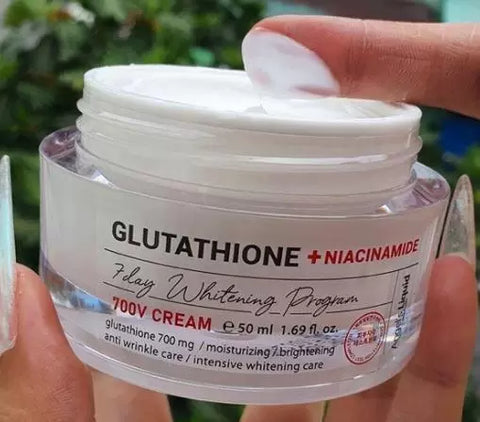 GLUTATHIONE + NIACINAMIDE
7day Whitening Program
700V CREAM ℮ 50 ml 1.69 fl. oz.
glutathione 700 mg / moisturizing / brightening
anti wrinkle care / intensive whitening care